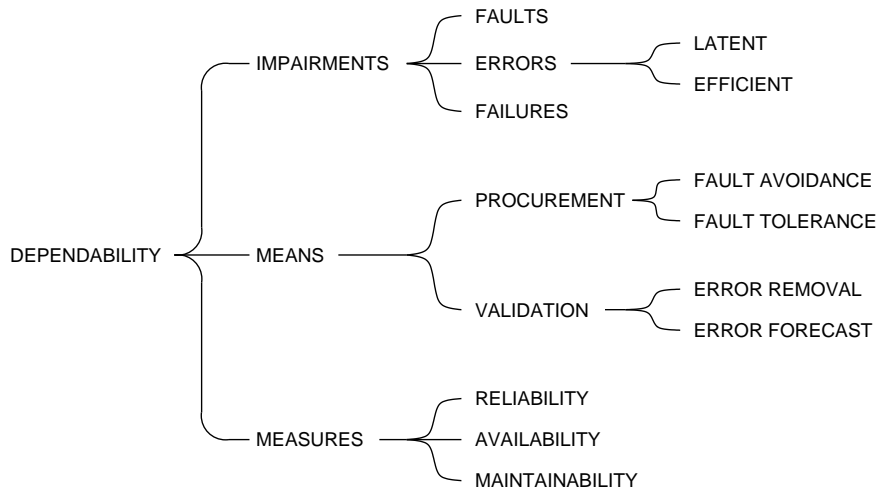 FAULTS
IMPAIRMENTS
ERRORS
LATENT
EFFICIENT
FAILURES
DEPENDABILITY
MEANS
PROCUREMENT
FAULT AVOIDANCE
FAULT TOLERANCE
VALIDATION
ERROR REMOVAL
ERROR FORECAST
MEASURES
RELIABILITY
AVAILABILITY
MAINTAINABILITY